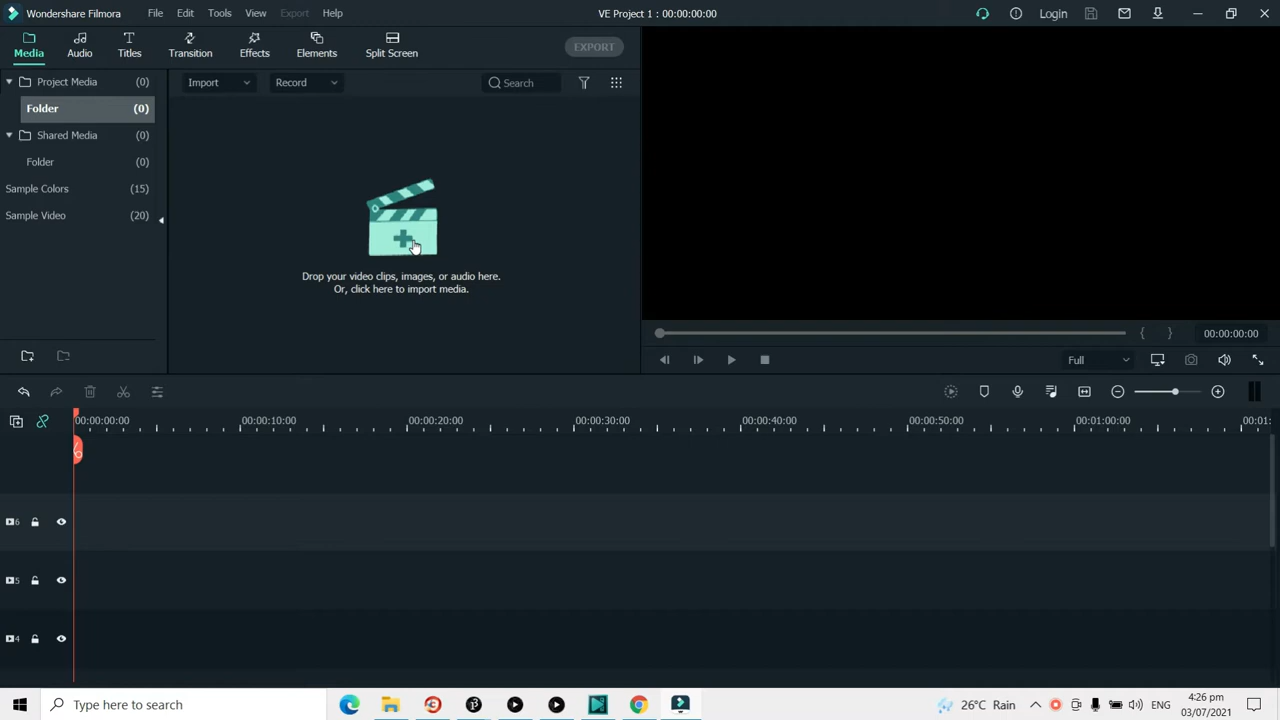 Wondershare Filmora File Edit Tools View Export Help VE Project 1 : 00:00:00:00 Login
Media Audio Titles Transition Effects Elements Split Screen EXPORT
Project Media (0) Import Record Search
Folder (0)
Shared Media (0)
Folder (0)
Sample Colors (15)
Sample Video (20)
Drop your video clips, images, or audio here.
Or, click here to import media.
00:00:00:00
Full
00:00:00:00 00:00:10:00 00:00:20:00 00:00:30:00 00:00:40:00 00:00:50:00 00:01:00:00 00:01:
6
5
4
Type here to search 26°C Rain ENG 4:26 pm
03/07/2021